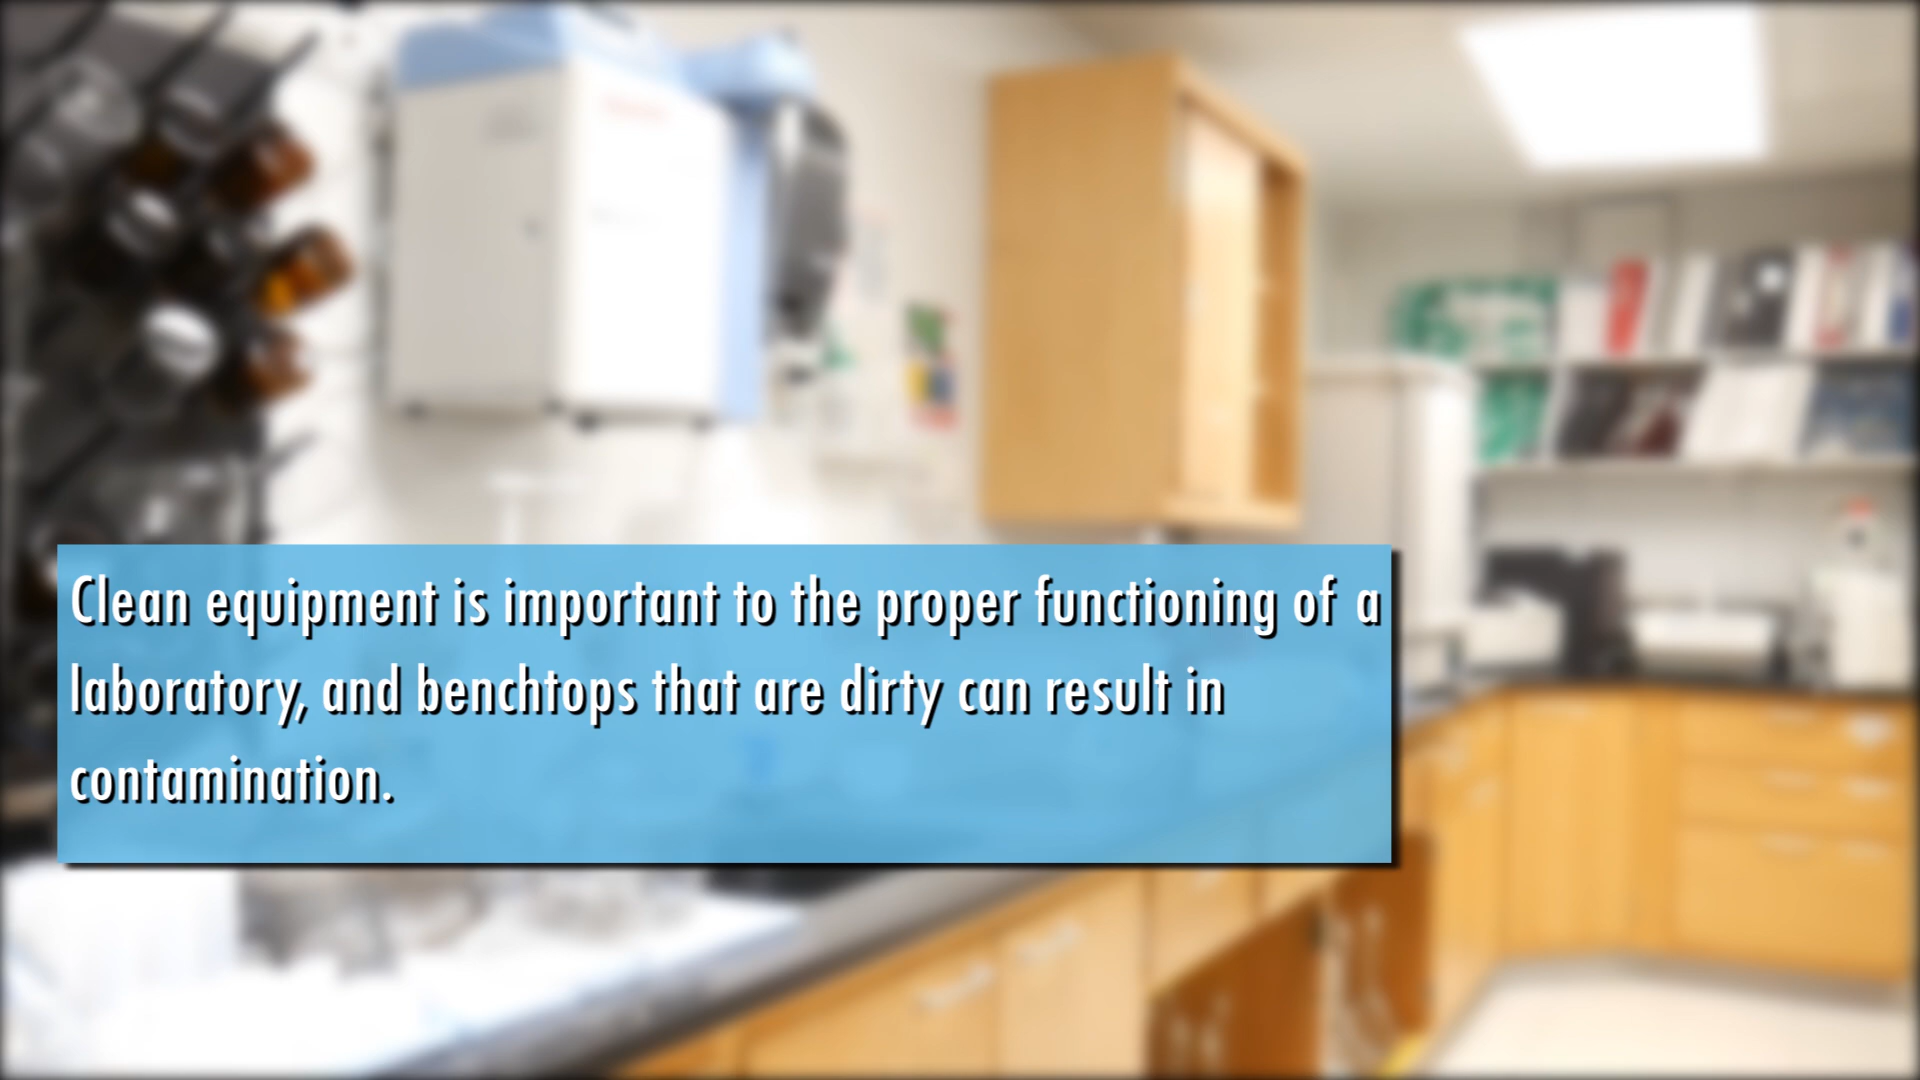 Clean equipment is important to the proper functioning of a
laboratory, and benchtops that are dirty can result in
contamination.